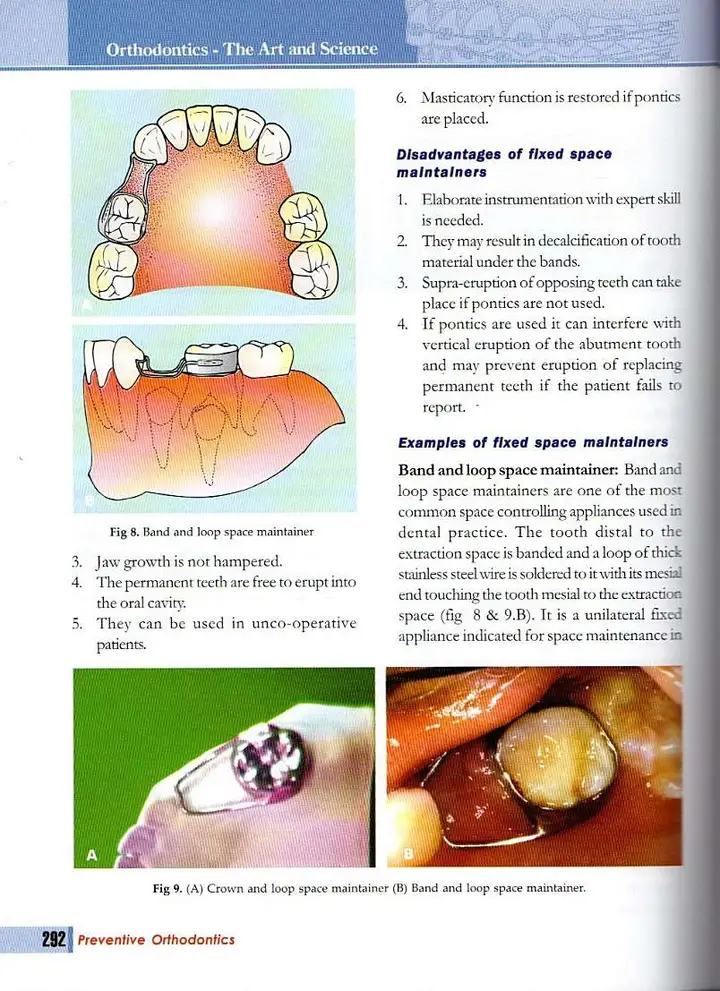 Orthodontics - The Art and Science
A
B
Fig 8. Band and loop space maintainer
3. Jaw growth is not hampered.
4. The permanent teeth are free to erupt into
the oral cavity.
5. They can be used in unco-operative
patients.
6. Masticatory function is restored if pontics
are placed.
Disadvantages of fixed space
maintainers
1. Elaborate instrumentation with expert skill
is needed.
2. They may result in decalcification of tooth
material under the bands.
3. Supra-eruption of opposing teeth can take
place if pontics are not used.
4. If pontics are used it can interfere with
vertical eruption of the abutment tooth
and may prevent eruption of replacing
permanent teeth if the patient fails to
report.
Examples of fixed space maintainers
Band and loop space maintainer: Band and
loop space maintainers are one of the most
common space controlling appliances used in
dental practice. The tooth distal to the
extraction space is banded and a loop of thick
stainless steel wire is soldered to it with its mesial
end touching the tooth mesial to the extraction
space (fig 8 & 9.B). It is a unilateral fixed
appliance indicated for space maintenance in
A
B
Fig 9. (A) Crown and loop space maintainer (B) Band and loop space maintainer.
292 Preventive Orthodontics